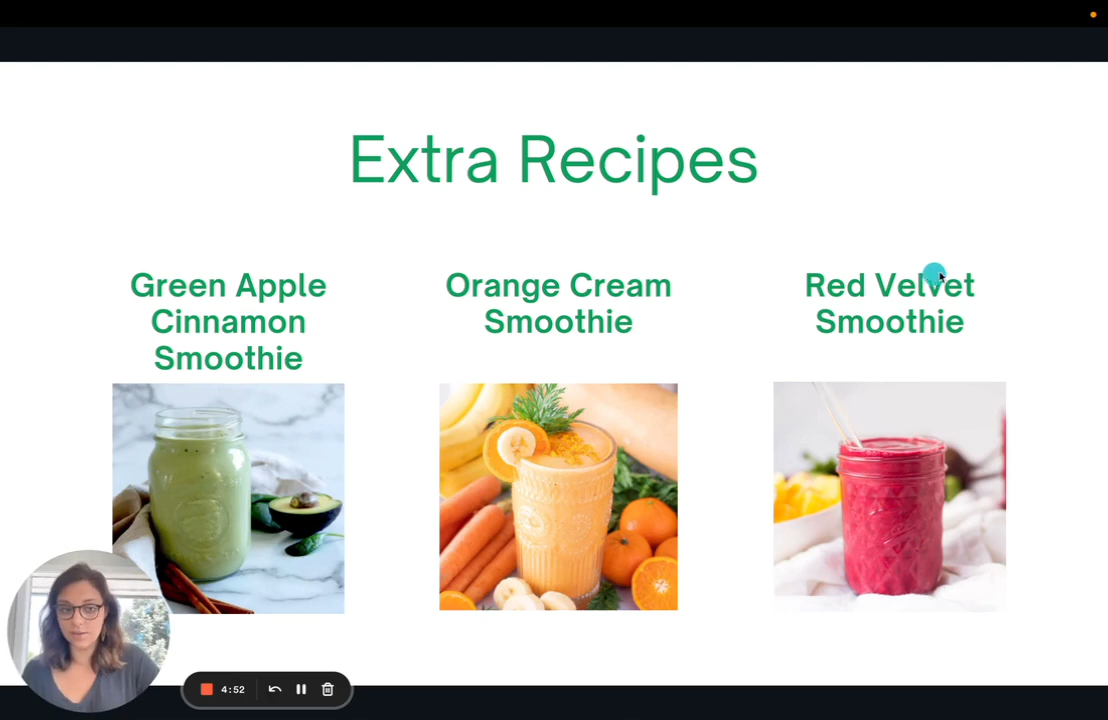 Extra Recipes
Green Apple
Cinnamon
Smoothie
Orange Cream
Smoothie
Red Velvet
Smoothie
4:52